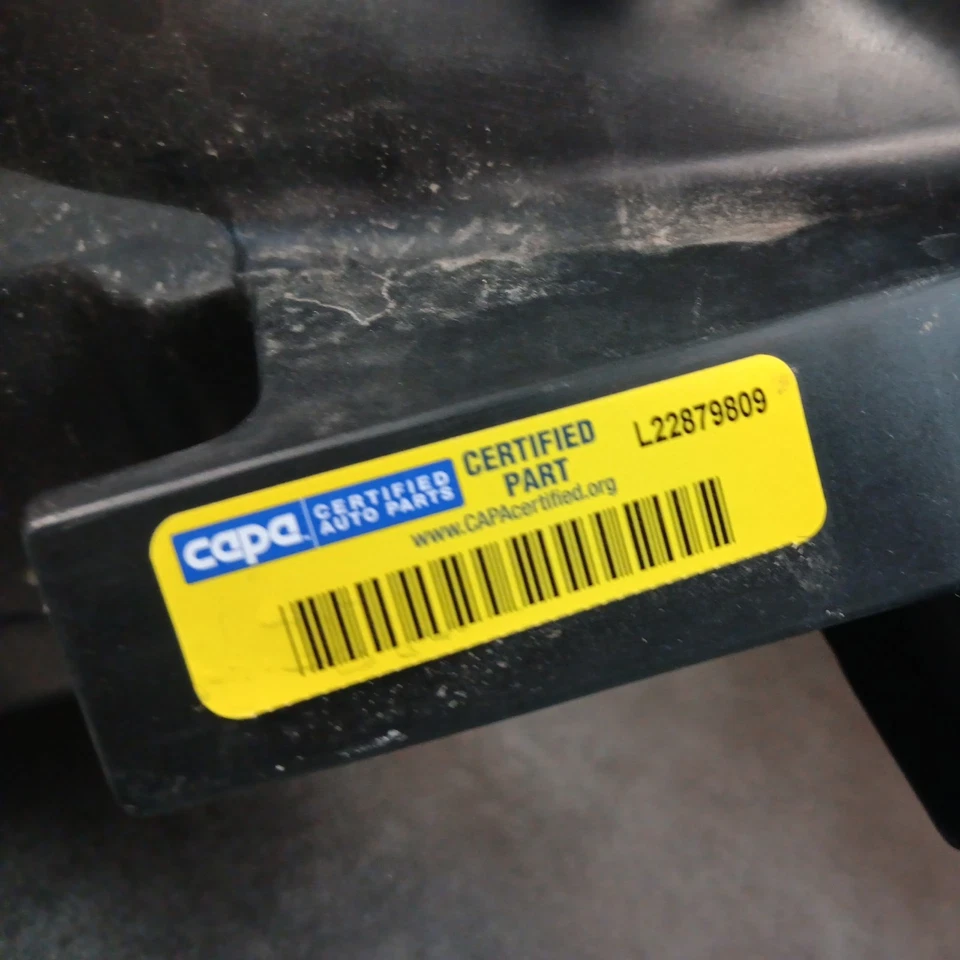 capa CERTIFIED
AUTO PARTS
CERTIFIED
PART
www.CAPAcertified.org
L22879809